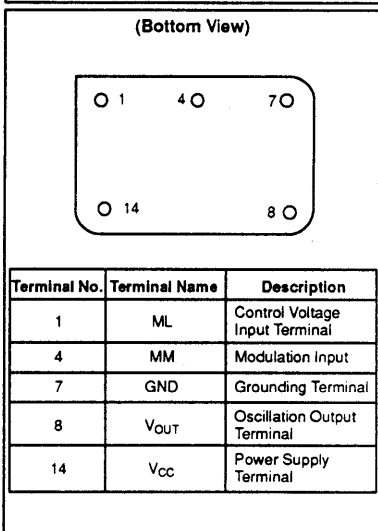 (Bottom View)
1 4 7
14 8
Terminal No. Terminal Name Description
1 ML Control Voltage Input Terminal
4 MM Modulation Input
7 GND Grounding Terminal
8 VOUT Oscillation Output Terminal
14 VCC Power Supply Terminal